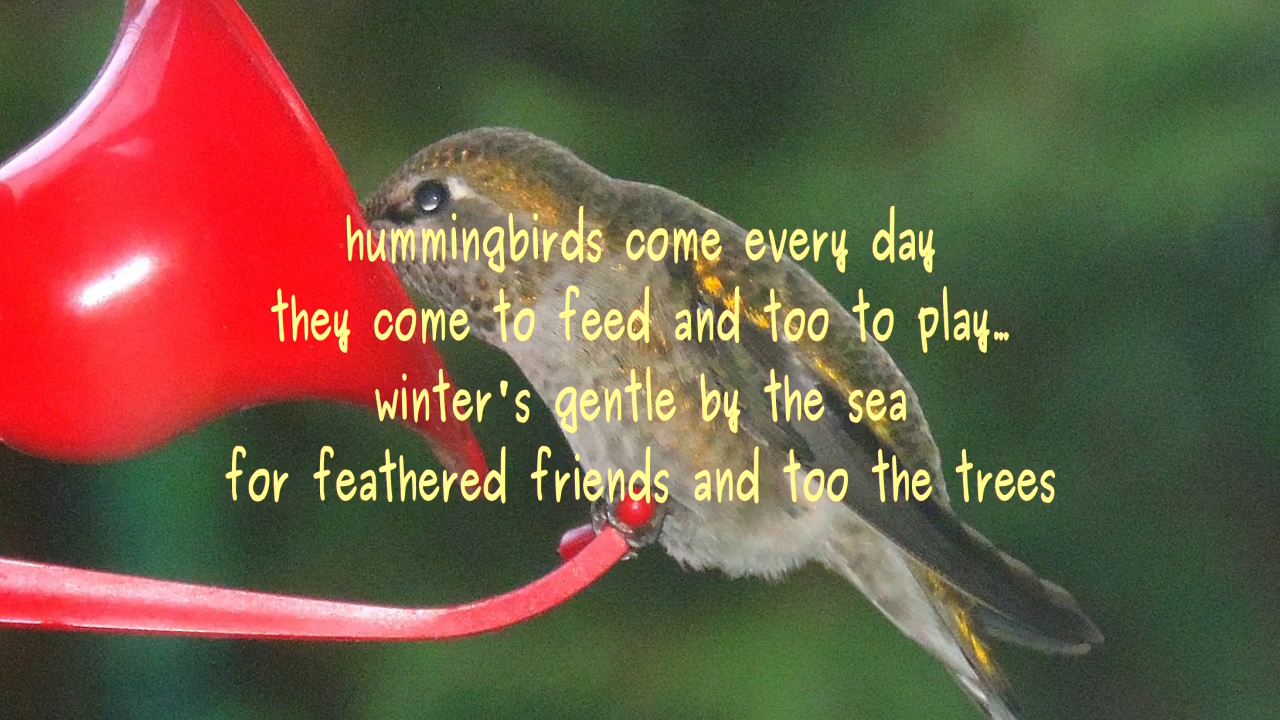 hummingbirds come every day
they come to feed and too to play...
winter's gentle by the sea
for feathered friends and too the trees